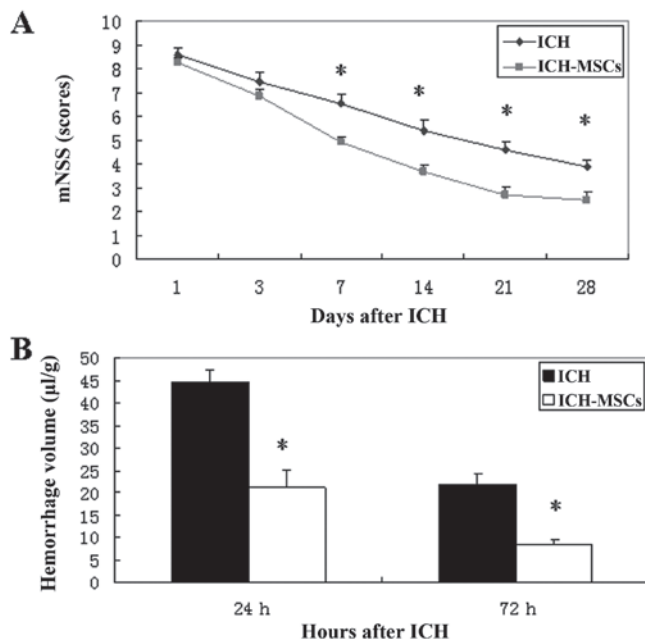 A
10
9
8
7
6
5
4
3
2
1
0
mNSS (scores)
ICH
ICH-MSCs
*
*
*
*
1 3 7 14 21 28
Days after ICH
B
50
45
40
35
30
25
20
15
10
5
0
Hemorrhage volume (μl/g)
ICH
ICH-MSCs
*
*
24 h 72 h
Hours after ICH